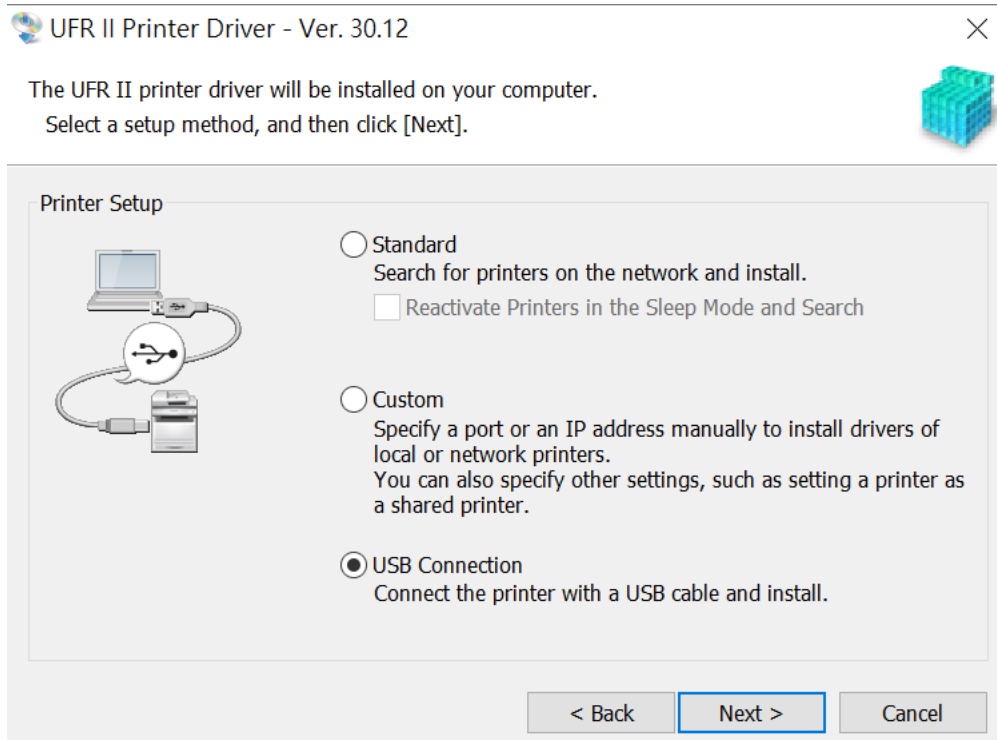 UFR II Printer Driver - Ver. 30.12
The UFR II printer driver will be installed on your computer.
Select a setup method, and then click [Next].
Printer Setup
Standard
Search for printers on the network and install.
Reactivate Printers in the Sleep Mode and Search
Custom
Specify a port or an IP address manually to install drivers of
local or network printers.
You can also specify other settings, such as setting a printer as
a shared printer.
USB Connection
Connect the printer with a USB cable and install.
< Back
Next >
Cancel